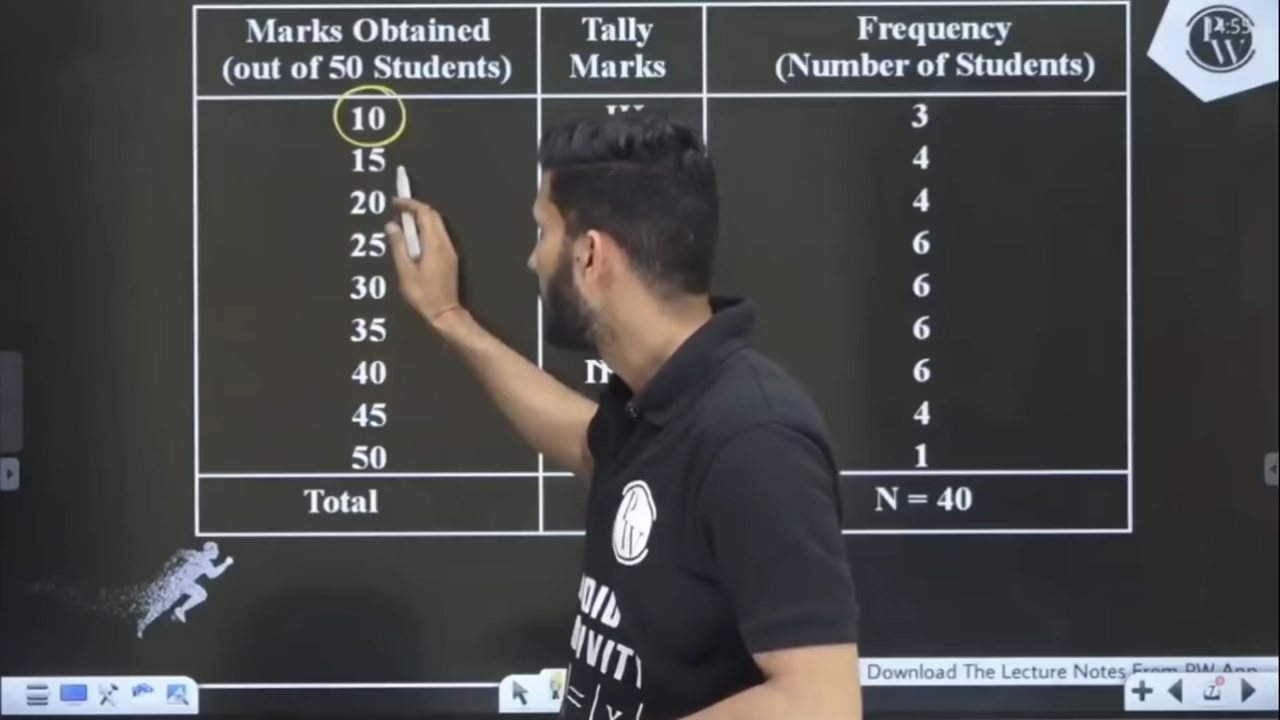 Marks Obtained
(out of 50 Students)
Tally
Marks
Frequency
(Number of Students)
10 3
15 4
20 4
25 6
30 6
35 6
40 6
45 4
50 1
Total N = 40
PW
Download The Lecture Notes From PW App